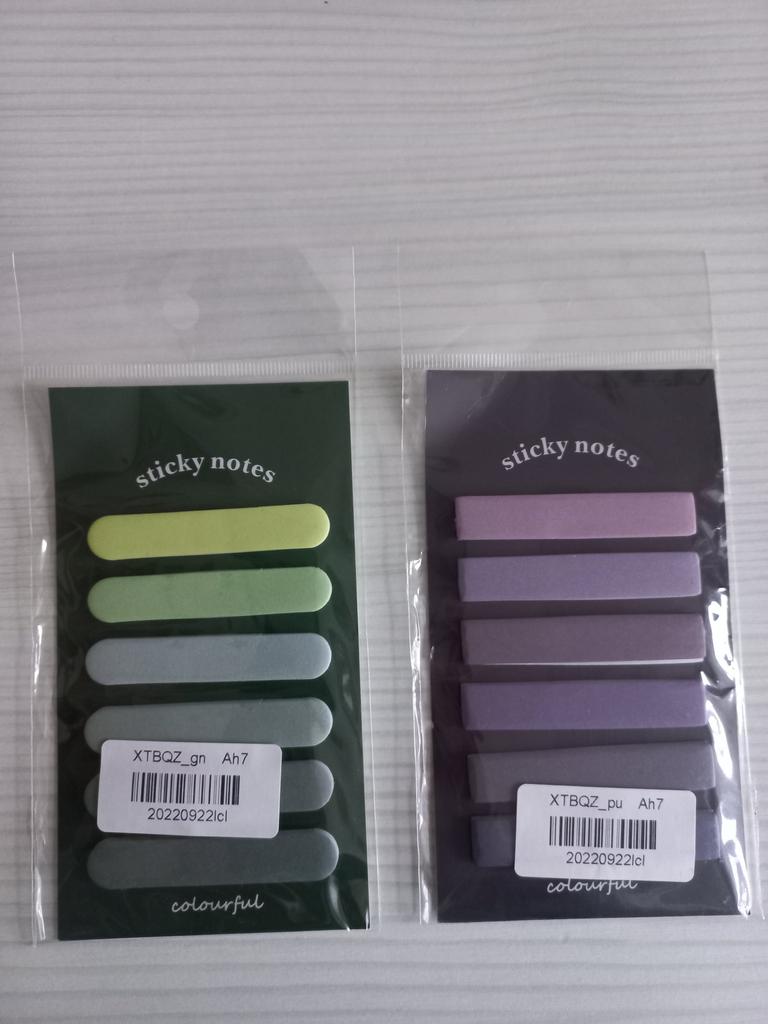 sticky notes
XTBQZ_gn Ah7
20220922lcl
colourful
sticky notes
XTBQZ_pu Ah7
20220922lcl
colourful